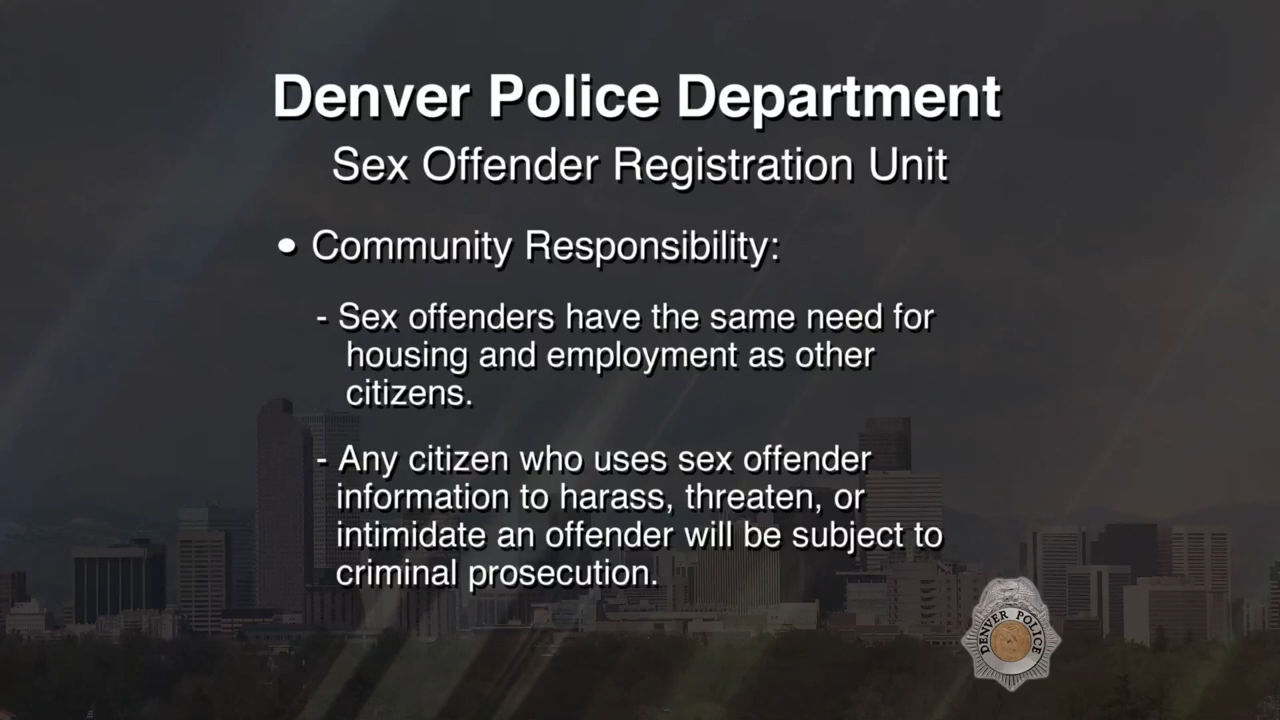 Denver Police Department
Sex Offender Registration Unit
• Community Responsibility:
- Sex offenders have the same need for
housing and employment as other
citizens.
- Any citizen who uses sex offender
information to harass, threaten, or
intimidate an offender will be subject to
criminal prosecution.
DENVER POLICE